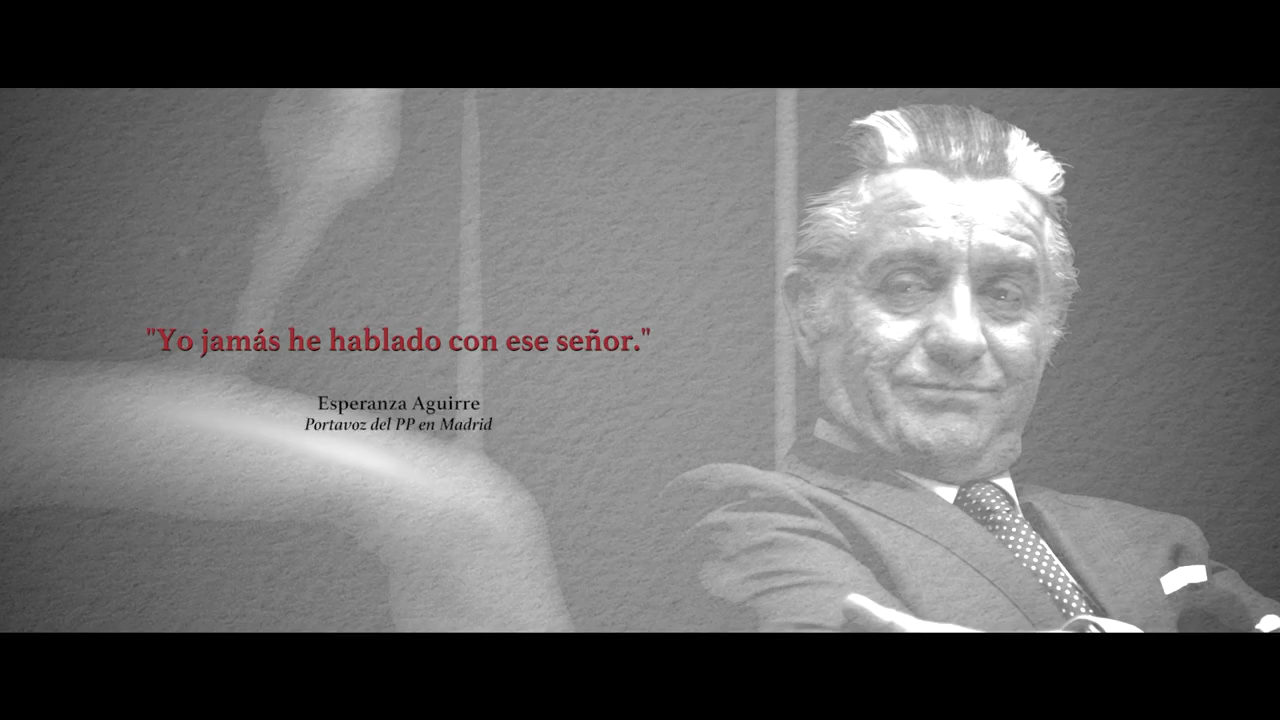 "Yo jamás he hablado con ese señor."
Esperanza Aguirre
Portavoz del PP en Madrid